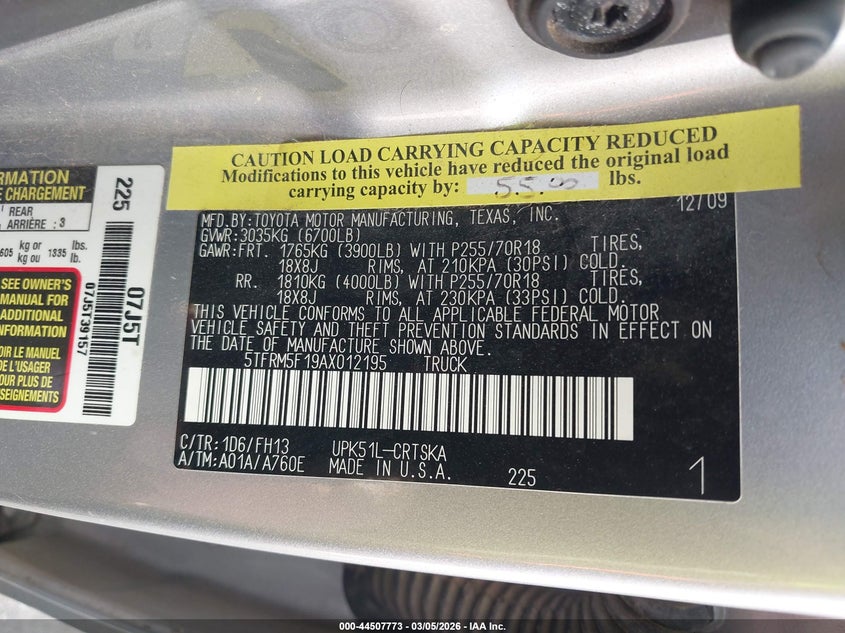 CAUTION LOAD CARRYING CAPACITY REDUCED
Modifications to this vehicle have reduced the original load
carrying capacity by: 55.00 lbs.
MFD.BY:TOYOTA MOTOR MANUFACTURING, TEXAS, INC. 12/09
GVWR:3035KG (6700LB)
GAWR:FRT. 1765KG (3900LB) WITH P255/70R18 TIRES,
18X8J RIMS, AT 210KPA (30PSI) COLD.
RR. 1810KG (4000LB) WITH P255/70R18 TIRES,
18X8J RIMS, AT 230KPA (33PSI) COLD.
THIS VEHICLE CONFORMS TO ALL APPLICABLE FEDERAL MOTOR
VEHICLE SAFETY AND THEFT PREVENTION STANDARDS IN EFFECT ON
THE DATE OF MANUFACTURE SHOWN ABOVE.
5TFRM5F19AX012195 TRUCK
C/TR:1D6/FH13 UPK51L-CRTSKA
A/TM:A01A/A760E MADE IN U.S.A.
225 1
CHARGEMENT
REAR
ARRIÈRE : 3
605 kg or 1335 lbs.
kg ou lb.
SEE OWNER'S
MANUAL FOR
ADDITIONAL
INFORMATION
LE MANUEL
DE L'USAGER
POUR PLUS DE
225
07J5T
07J5T39157
000-44507773 - 03/05/2026 - IAA Inc.